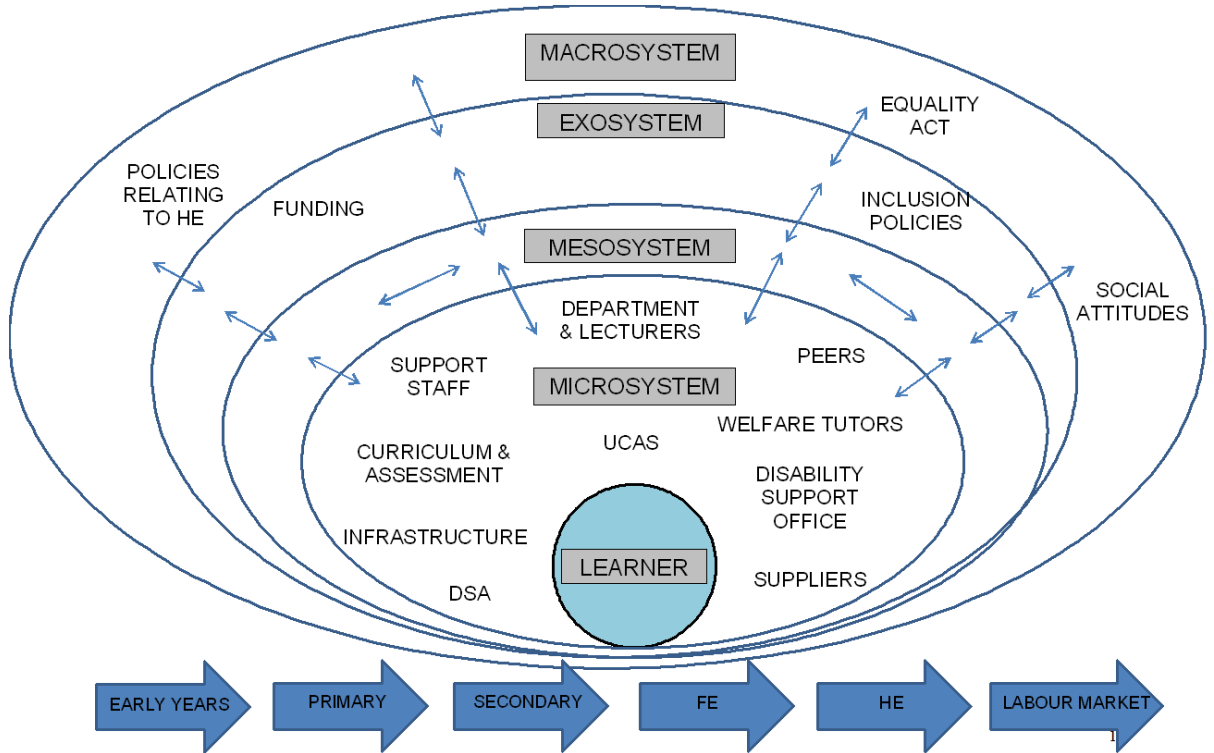 MACROSYSTEM
EXOSYSTEM
EQUALITY
ACT
POLICIES
RELATING
TO HE
FUNDING
INCLUSION
POLICIES
MESOSYSTEM
SOCIAL
ATTITUDES
DEPARTMENT
& LECTURERS
SUPPORT
STAFF
PEERS
MICROSYSTEM
WELFARE TUTORS
UCAS
CURRICULUM &
ASSESSMENT
DISABILITY
SUPPORT
OFFICE
INFRASTRUCTURE
LEARNER
SUPPLIERS
DSA
EARLY YEARS
PRIMARY
SECONDARY
FE
HE
LABOUR MARKET
1